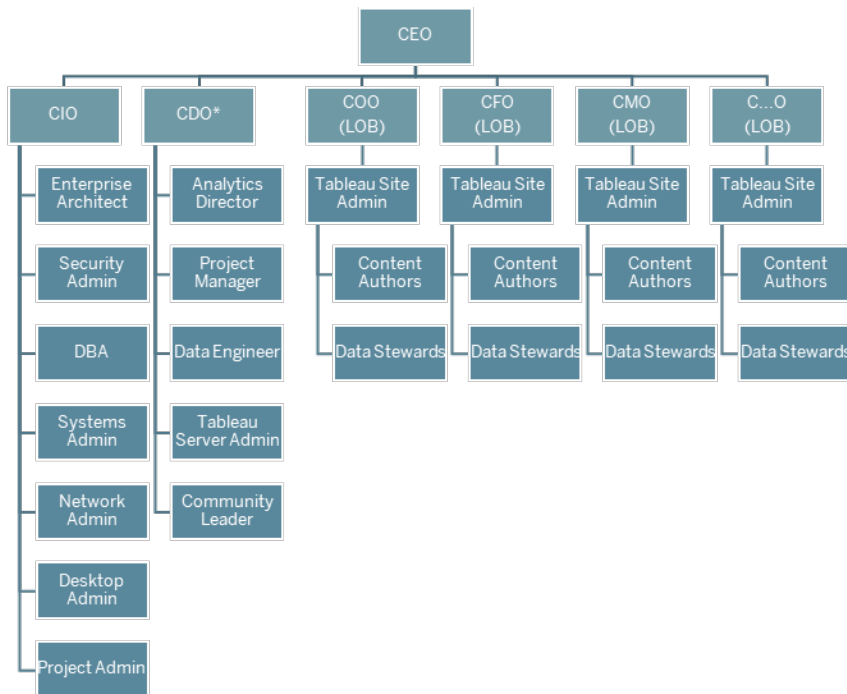 CEO
CIO
CDO*
COO
(LOB)
CFO
(LOB)
CMO
(LOB)
C...O
(LOB)
Enterprise
Architect
Security
Admin
DBA
Systems
Admin
Network
Admin
Desktop
Admin
Project Admin
Analytics
Director
Project
Manager
Data Engineer
Tableau
Server Admin
Community
Leader
Tableau Site
Admin
Content
Authors
Data Stewards
Tableau Site
Admin
Content
Authors
Data Stewards
Tableau Site
Admin
Content
Authors
Data Stewards
Tableau Site
Admin
Content
Authors
Data Stewards